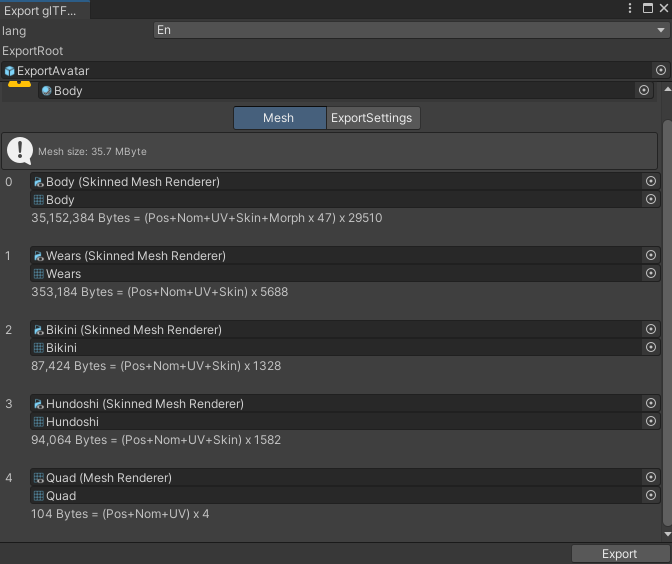 Export glTF...
lang
En
ExportRoot
ExportAvatar
Body
Mesh
ExportSettings
Mesh size: 35.7 MByte
0
Body (Skinned Mesh Renderer)
Body
35,152,384 Bytes = (Pos+Nom+UV+Skin+Morph x 47) x 29510
1
Wears (Skinned Mesh Renderer)
Wears
353,184 Bytes = (Pos+Nom+UV+Skin) x 5688
2
Bikini (Skinned Mesh Renderer)
Bikini
87,424 Bytes = (Pos+Nom+UV+Skin) x 1328
3
Hundoshi (Skinned Mesh Renderer)
Hundoshi
94,064 Bytes = (Pos+Nom+UV+Skin) x 1582
4
Quad (Mesh Renderer)
Quad
104 Bytes = (Pos+Nom+UV) x 4
Export